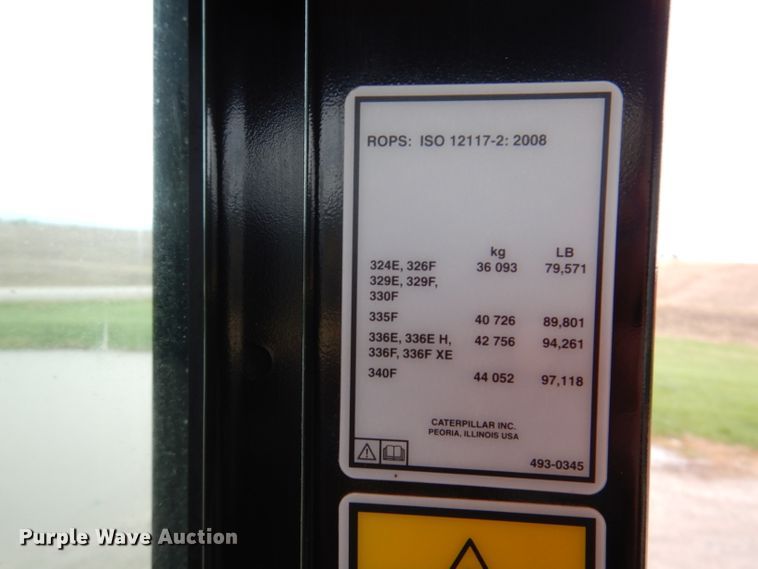 ROPS: ISO 12117-2: 2008
kg LB
324E, 326F 36 093 79,571
329E, 329F,
330F
335F 40 726 89,801
336E, 336E H, 42 756 94,261
336F, 336F XE
340F 44 052 97,118
CATERPILLAR INC.
PEORIA, ILLINOIS USA
493-0345
Purple Wave Auction